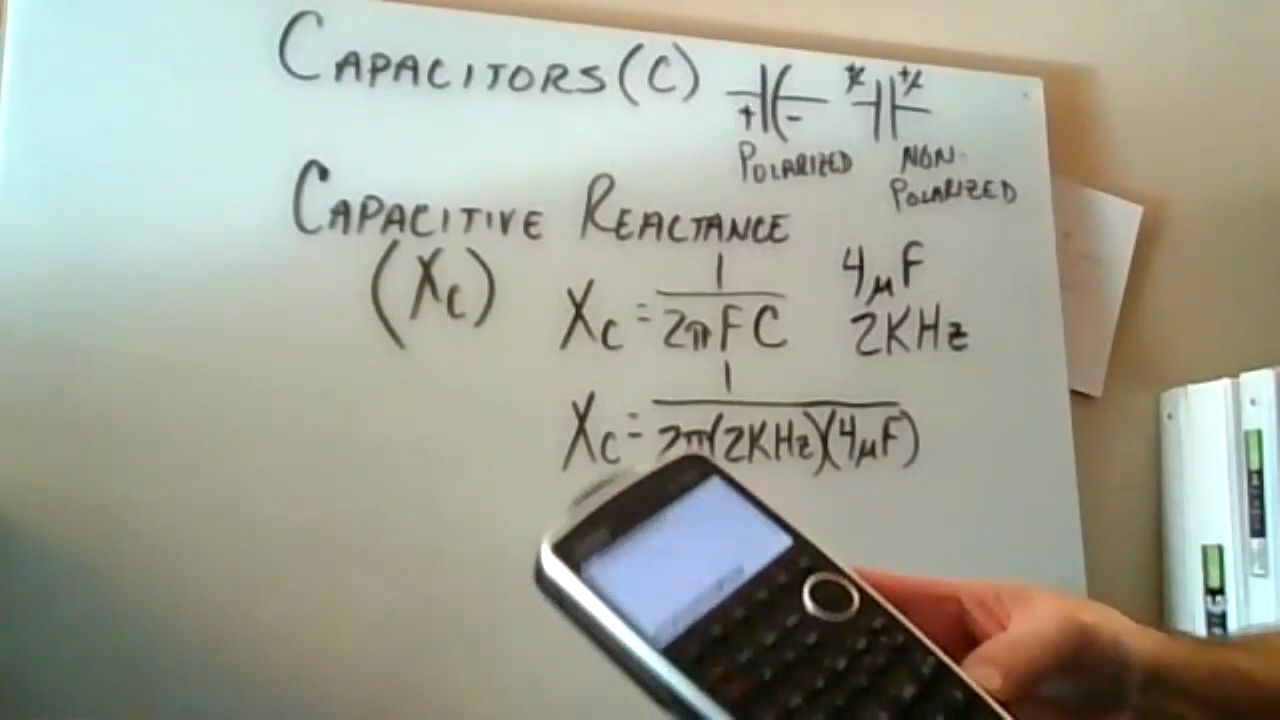 CAPACITORS (C)
+ -
+/- +/-
POLARIZED
NON-
POLARIZED
CAPACITIVE REACTANCE
(Xc)
Xc = 1 / 2πFC
4μF
2KHz
Xc = 1 / 2π(2KHz)(4μF)